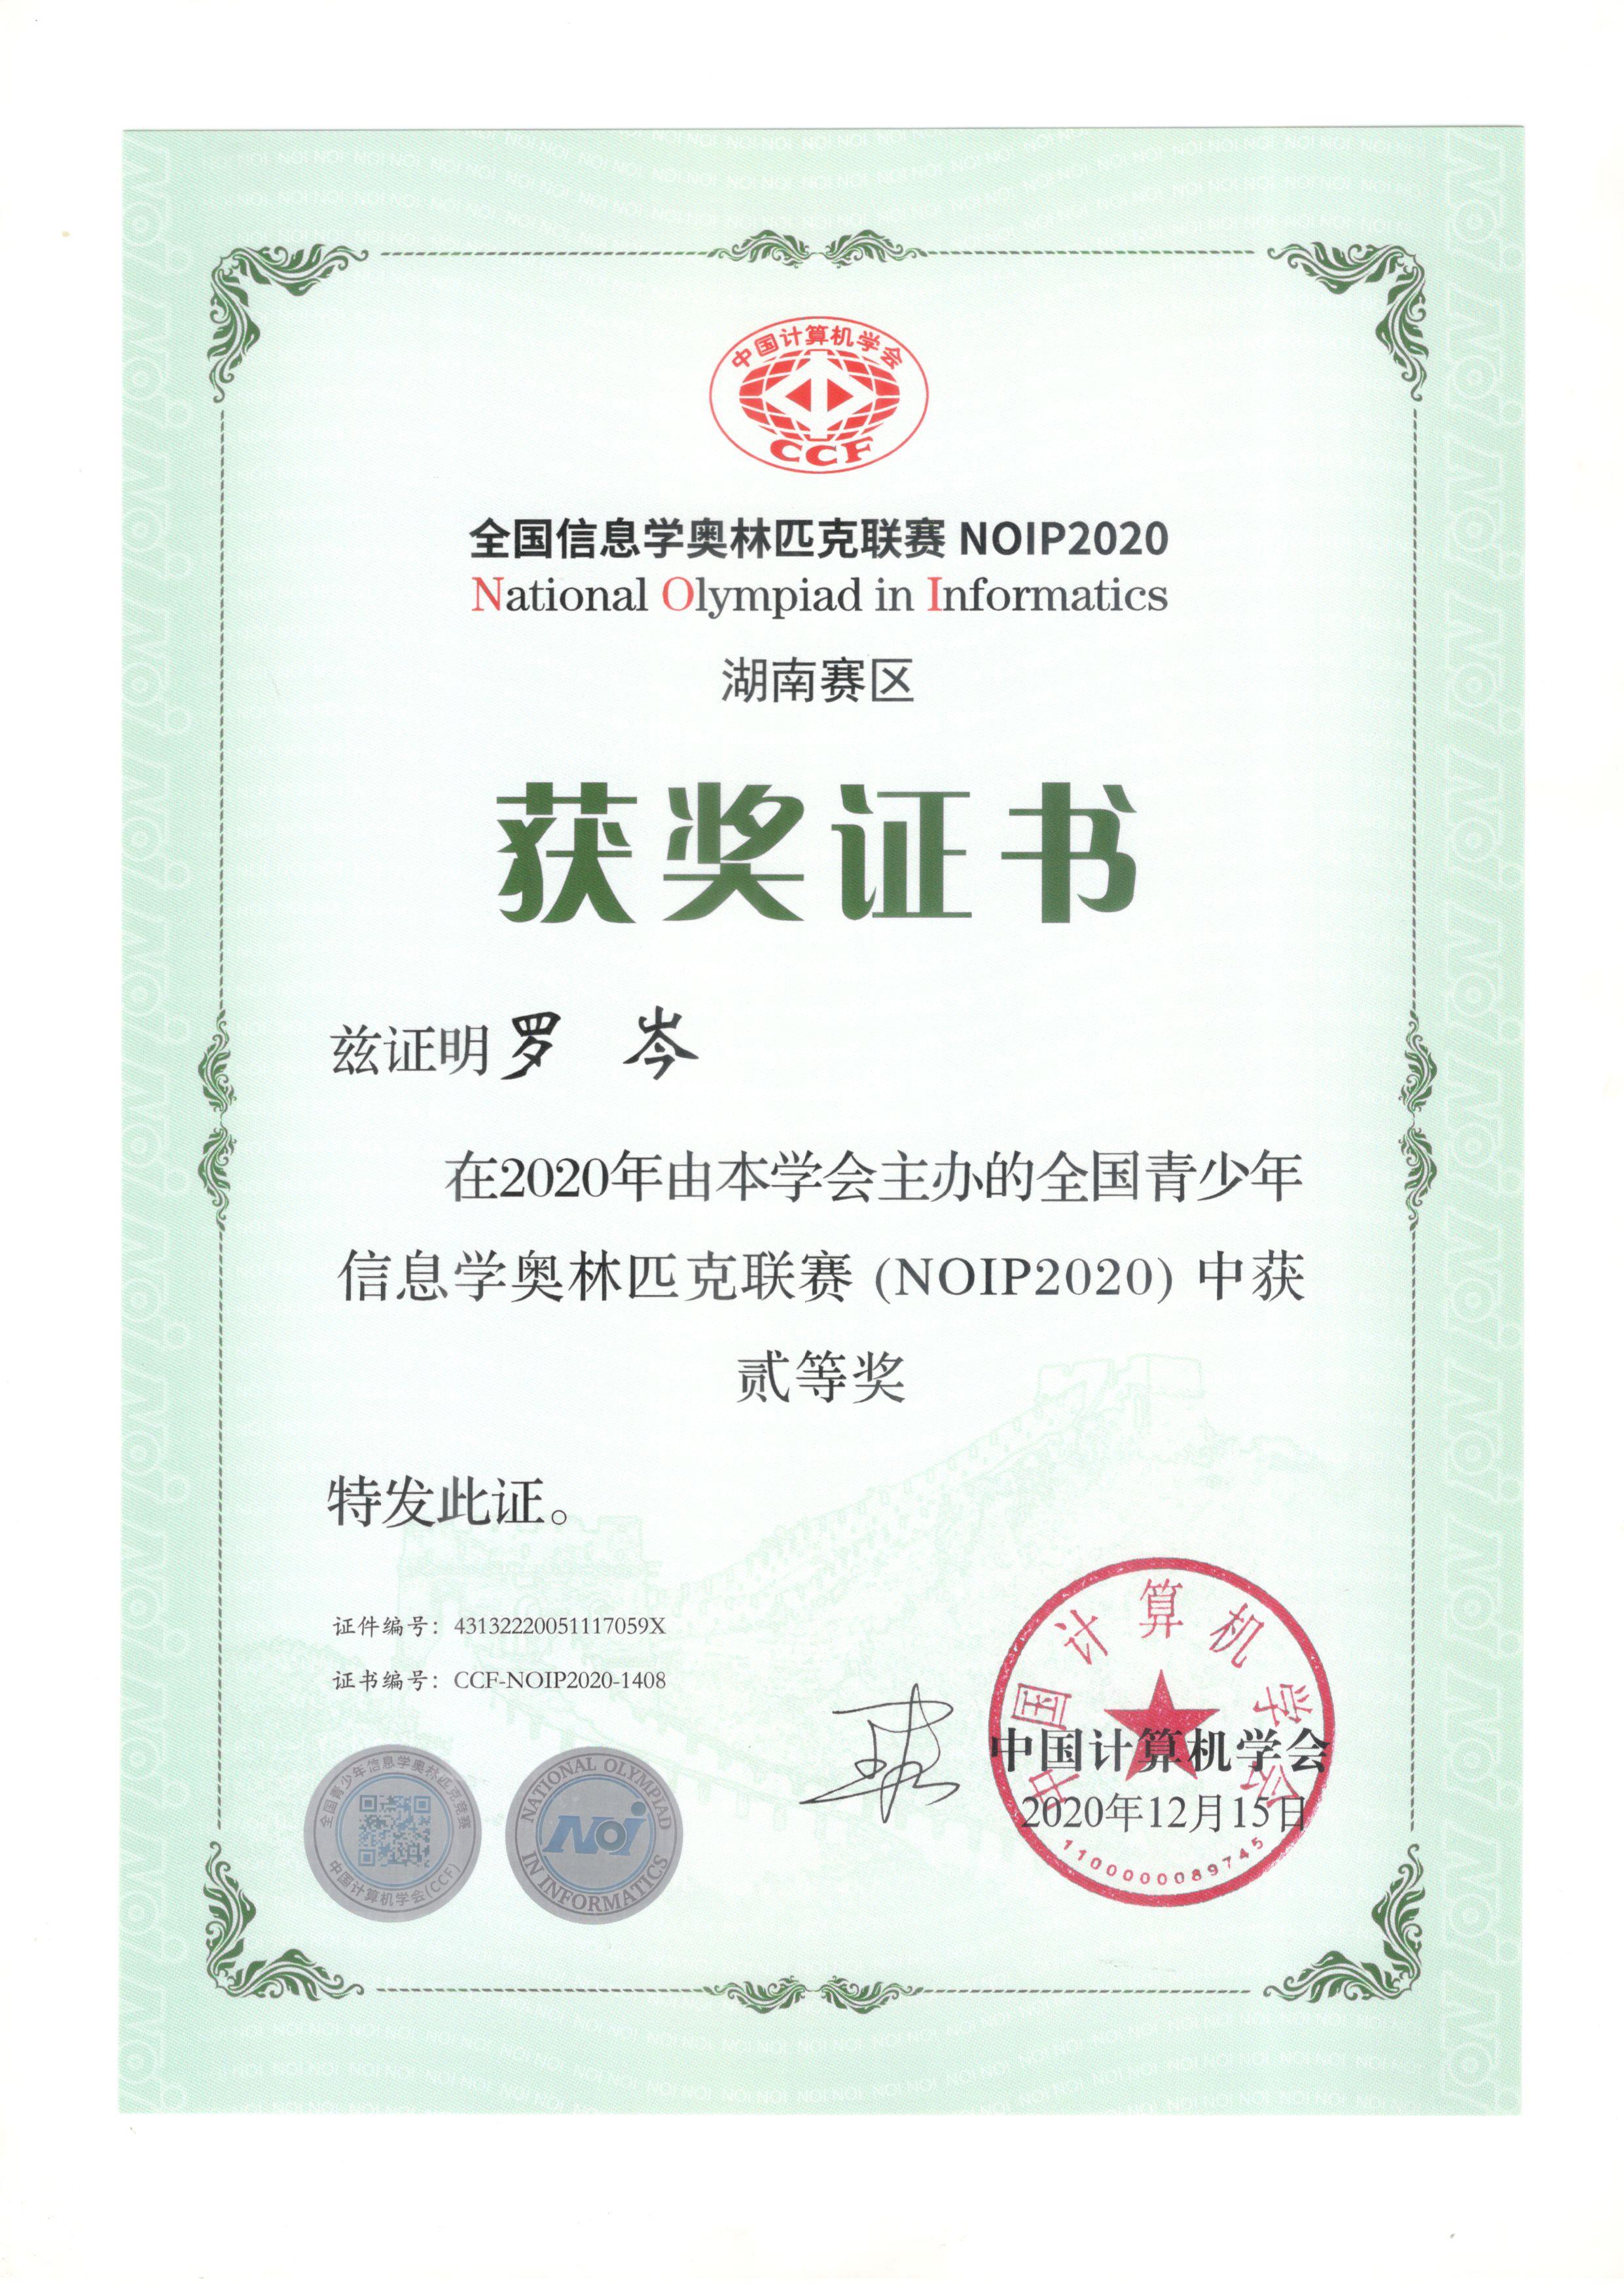 中国计算机学会
CCF
全国信息学奥林匹克联赛 NOIP2020
National Olympiad in Informatics
湖南赛区
获奖证书
兹证明罗 岑
在2020年由本学会主办的全国青少年
信息学奥林匹克联赛 (NOIP2020) 中获
贰等奖
特发此证。
证件编号：43132220051117059X
证书编号：CCF-NOIP2020-1408
全国青少年信息学奥林匹克竞赛
中国计算机学会(CCF)
NATIONAL OLYMPIAD
NOI
IN INFORMATICS
中国计算机学会
中国计算机学会
2020年12月15日
1100000089745